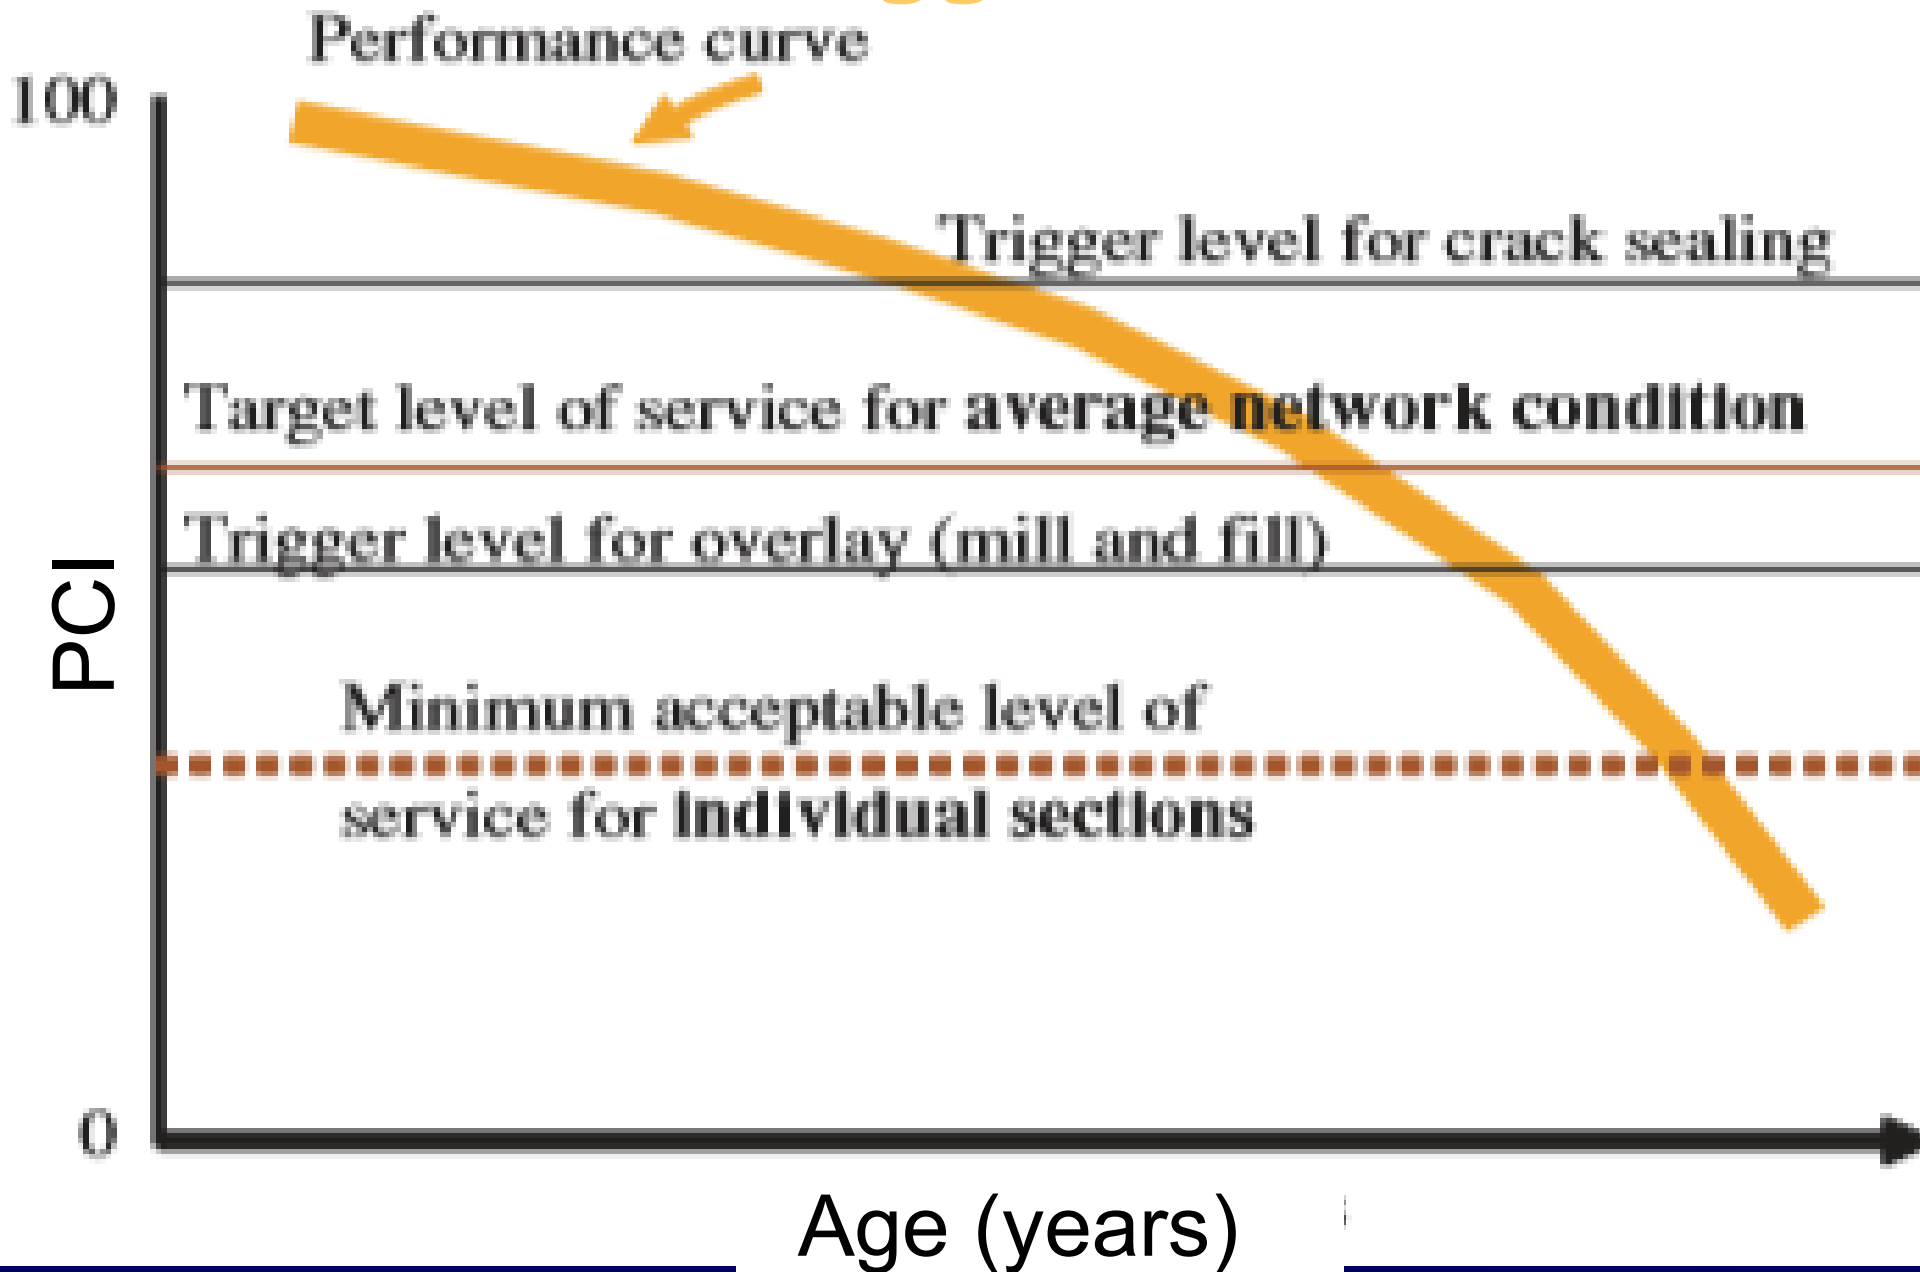 Performance curve
100
Trigger level for crack sealing
Target level of service for average network condition
Trigger level for overlay (mill and fill)
PCI
Minimum acceptable level of
service for individual sections
0
Age (years)